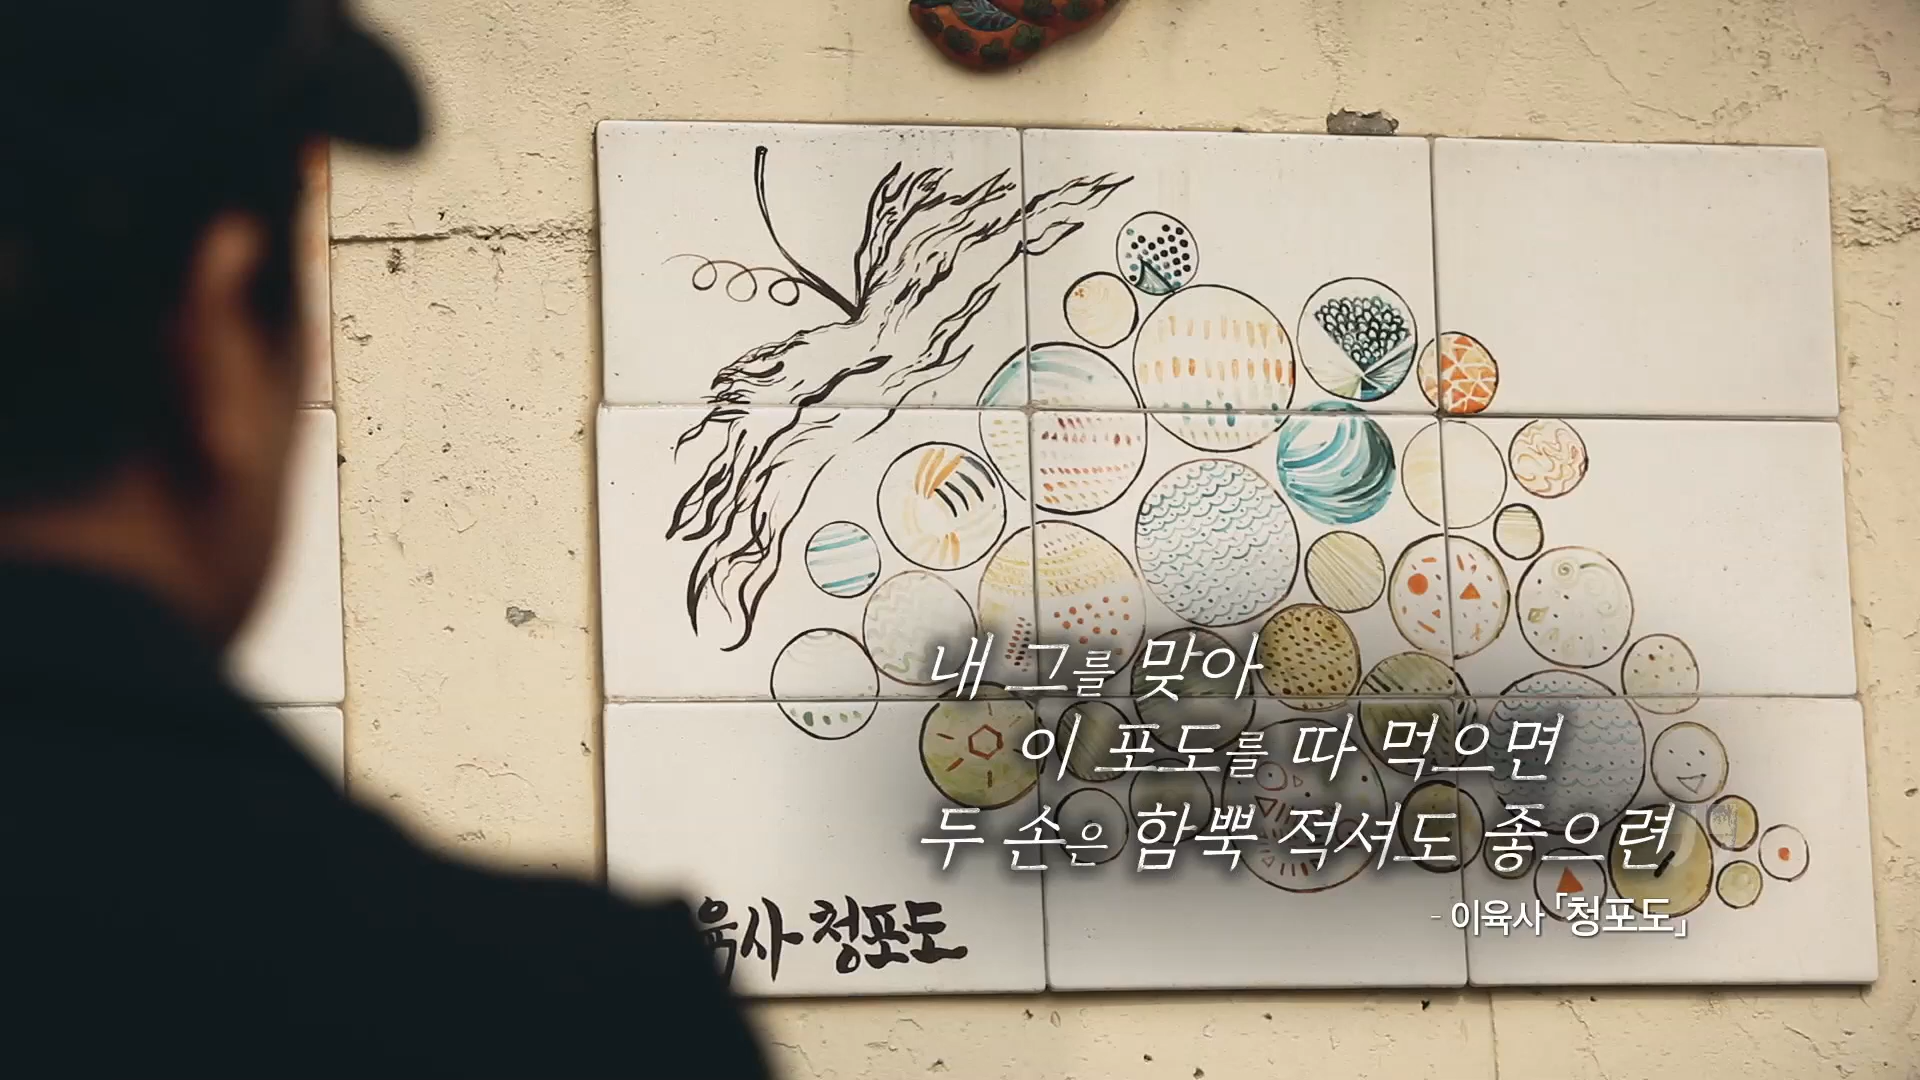 내 그를 맞아
이 포도를 따 먹으면
두 손은 함뿍 적셔도 좋으련
- 이육사 「청포도」
육사 청포도